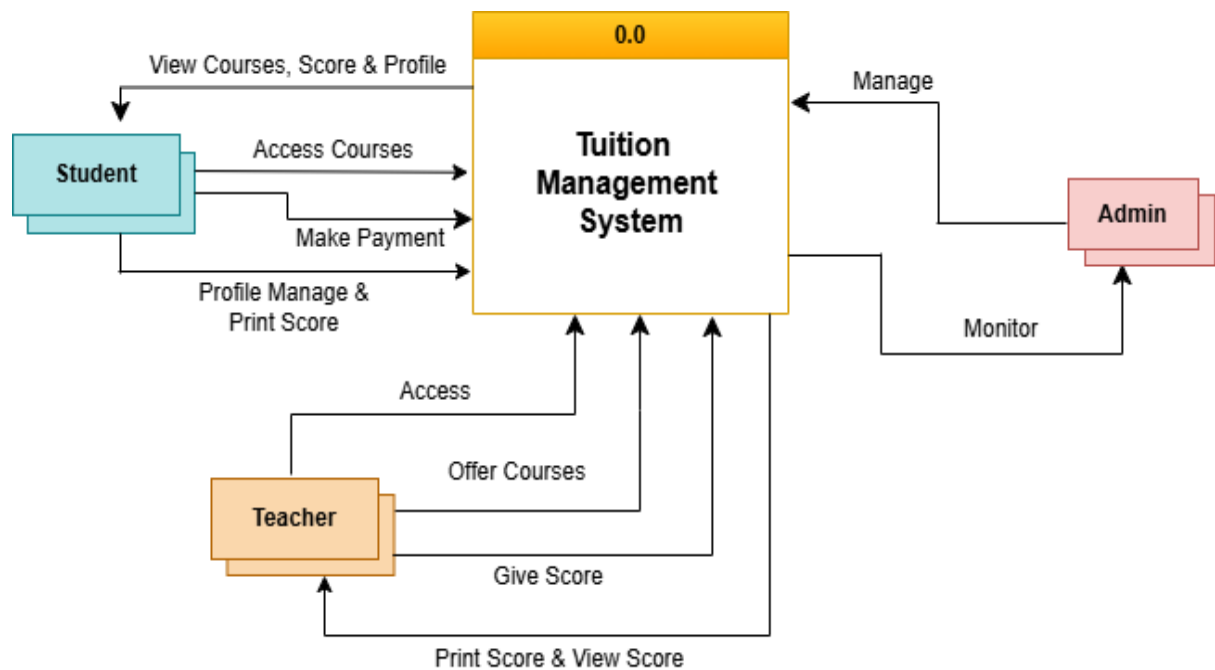 0.0
View Courses, Score & Profile
Manage
Tuition
Management
System
Access Courses
Student
Admin
Make Payment
Profile Manage &
Print Score
Monitor
Access
Offer Courses
Teacher
Give Score
Print Score & View Score